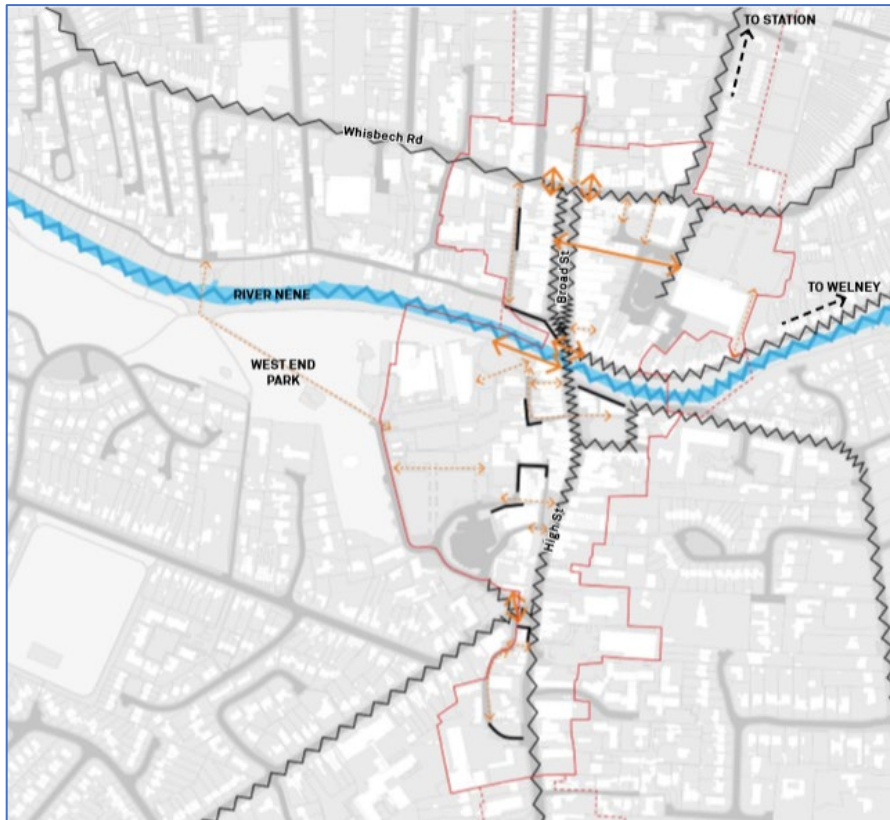 TO STATION
Whisbech Rd
Broad St
TO WELNEY
RIVER NENE
WEST END
PARK
High St